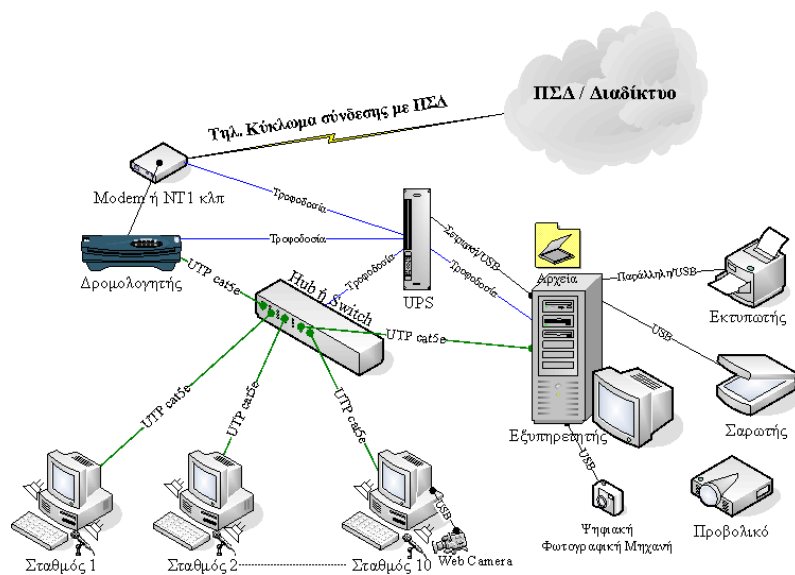 ΠΣΔ / Διαδίκτυο
Τηλ. Κύκλωμα σύνδεσης με ΠΣΔ
Modem ή NT1 κλπ
Τροφοδοσία
Τροφοδοσία
Τροφοδοσία
Τροφοδοσία
Σειριακή/USB
Αρχεία
Παράλληλη/USB
Δρομολογητής
UTP cat5e
Hub ή Switch
UPS
Εκτυπωτής
USB
UTP cat5e
UTP cat5e
UTP cat5e
UTP cat5e
Εξυπηρετητής
Σαρωτής
USB
USB
Ψηφιακή
Φωτογραφική Μηχανή
Προβολικό
Σταθμός 1
Σταθμός 2
Σταθμός 10
Web Camera